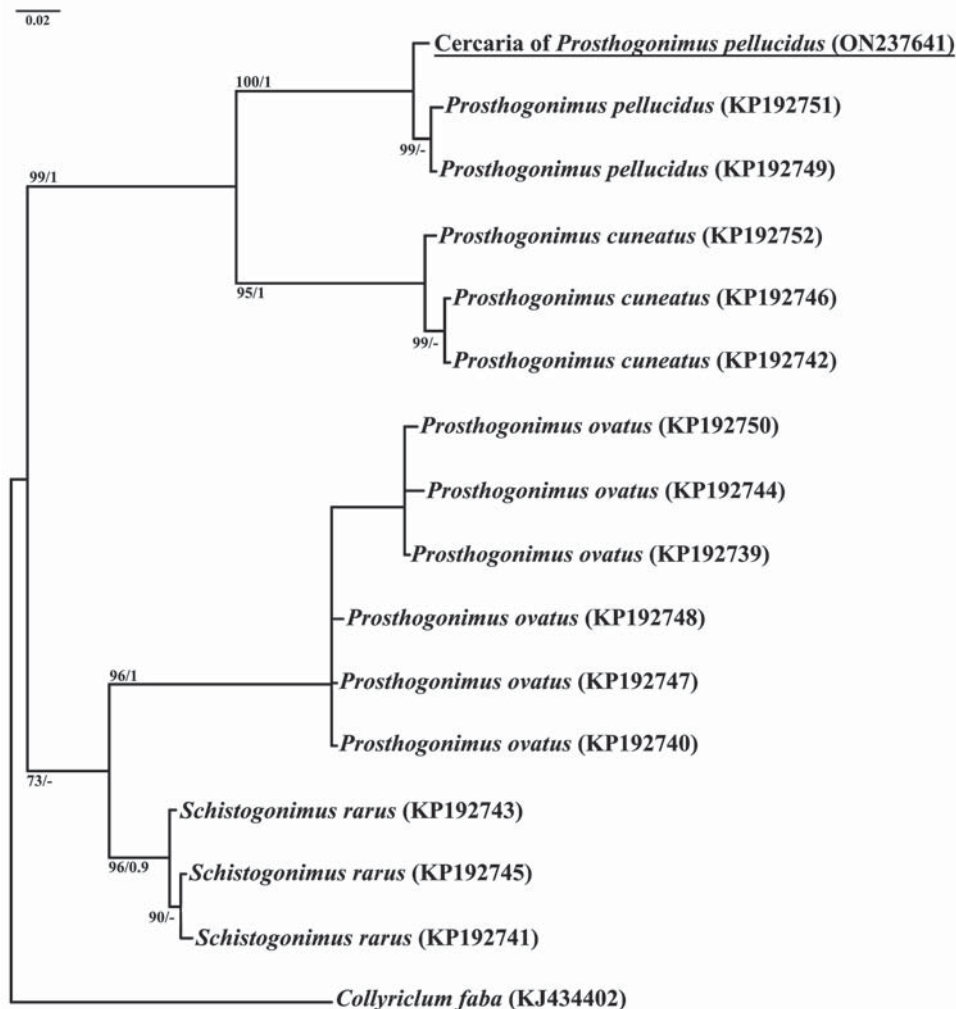 0.02
Cercaria of Prosthogonimus pellucidus (ON237641)
100/1
Prosthogonimus pellucidus (KP192751)
99/-
Prosthogonimus pellucidus (KP192749)
99/1
Prosthogonimus cuneatus (KP192752)
95/1
Prosthogonimus cuneatus (KP192746)
99/-
Prosthogonimus cuneatus (KP192742)
Prosthogonimus ovatus (KP192750)
Prosthogonimus ovatus (KP192744)
Prosthogonimus ovatus (KP192739)
Prosthogonimus ovatus (KP192748)
96/1
Prosthogonimus ovatus (KP192747)
Prosthogonimus ovatus (KP192740)
73/-
Schistogonimus rarus (KP192743)
96/0.9
Schistogonimus rarus (KP192745)
90/-
Schistogonimus rarus (KP192741)
Collyriclum faba (KJ434402)